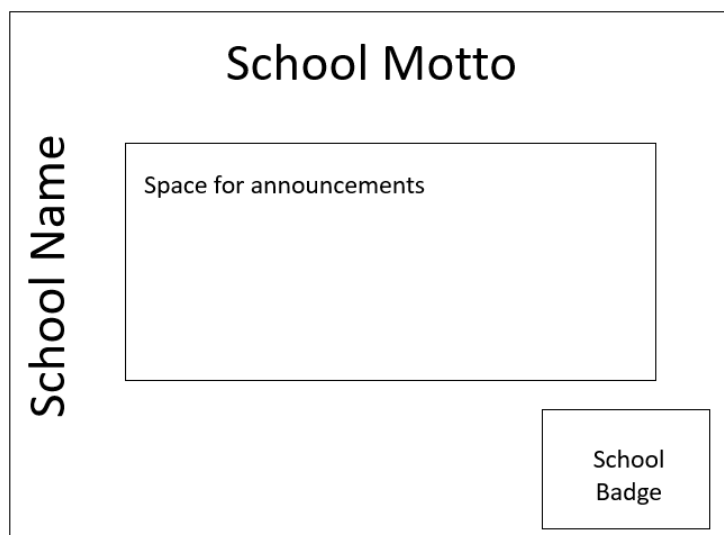 School Motto
School Name
Space for announcements
School
Badge